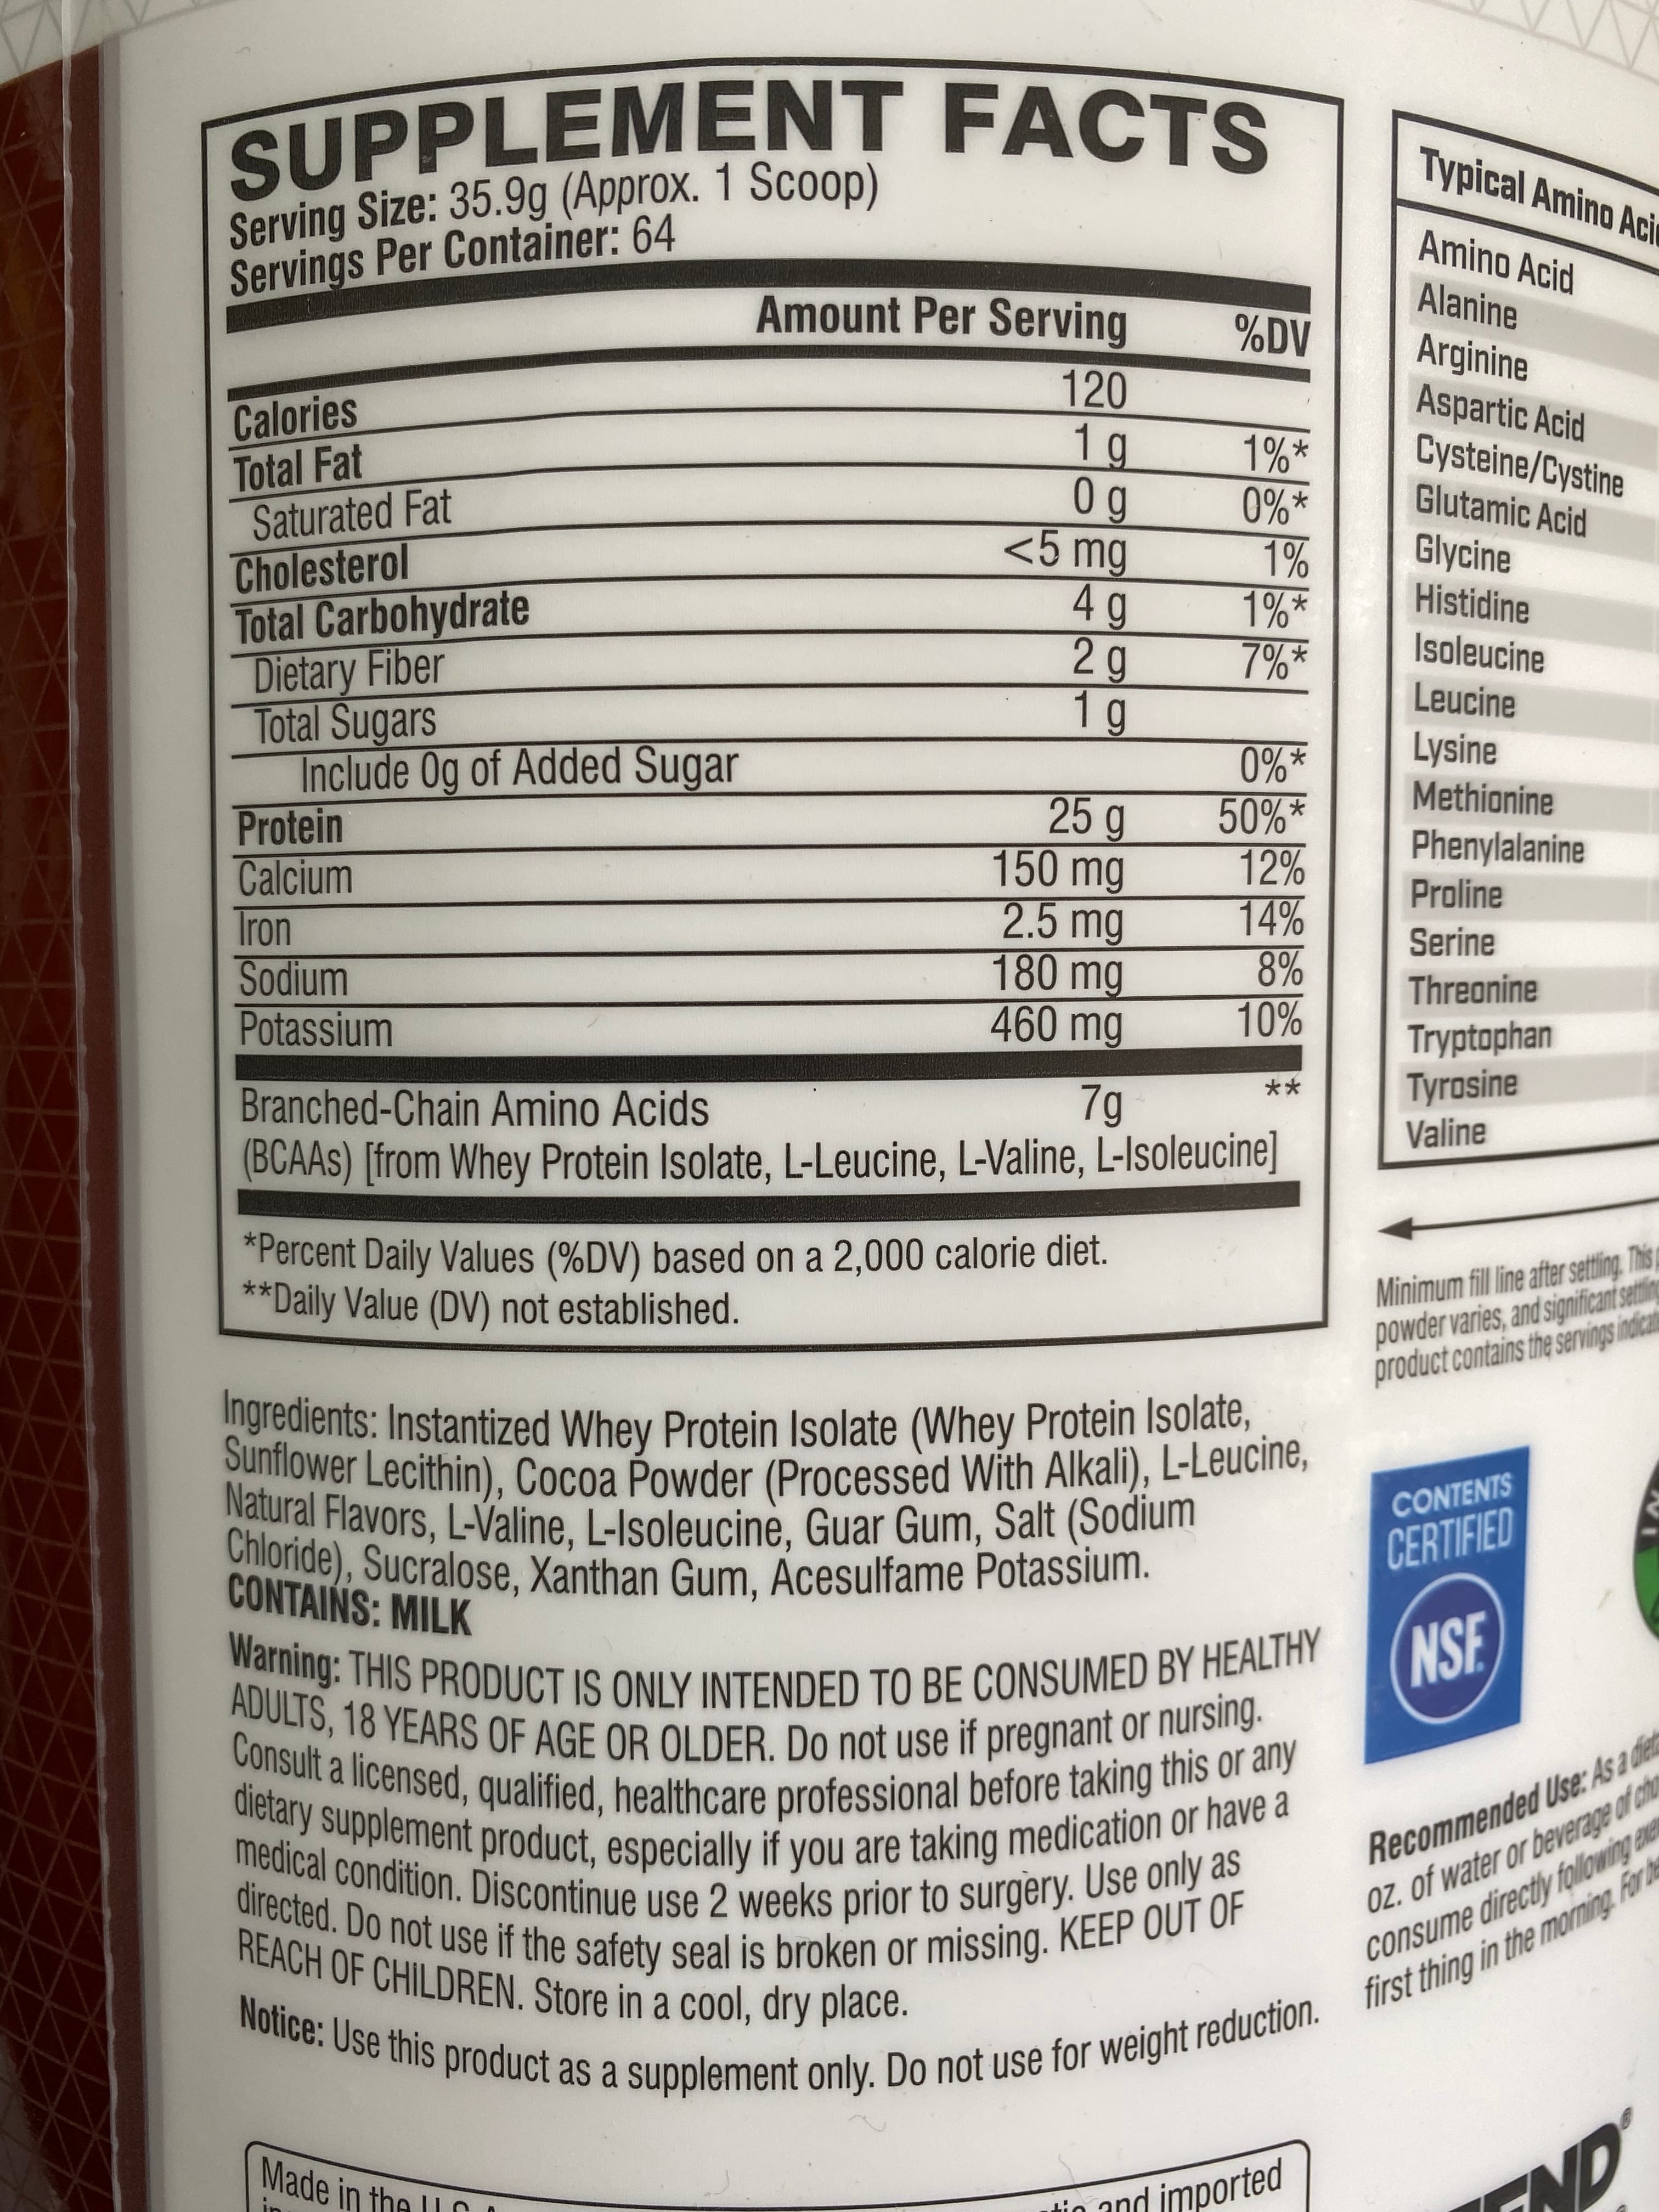 SUPPLEMENT FACTS
Serving Size: 35.9g (Approx. 1 Scoop)
Servings Per Container: 64
Amount Per Serving %DV
Calories 120
Total Fat 1 g 1%*
Saturated Fat 0 g 0%*
Cholesterol <5 mg 1%
Total Carbohydrate 4 g 1%*
Dietary Fiber 2 g 7%*
Total Sugars 1 g
Include 0g of Added Sugar 0%*
Protein 25 g 50%*
Calcium 150 mg 12%
Iron 2.5 mg 14%
Sodium 180 mg 8%
Potassium 460 mg 10%
Branched-Chain Amino Acids 7g **
(BCAAs) [from Whey Protein Isolate, L-Leucine, L-Valine, L-Isoleucine]
*Percent Daily Values (%DV) based on a 2,000 calorie diet.
**Daily Value (DV) not established.
Ingredients: Instantized Whey Protein Isolate (Whey Protein Isolate,
Sunflower Lecithin), Cocoa Powder (Processed With Alkali), L-Leucine,
Natural Flavors, L-Valine, L-Isoleucine, Guar Gum, Salt (Sodium
Chloride), Sucralose, Xanthan Gum, Acesulfame Potassium.
CONTAINS: MILK
Warning: THIS PRODUCT IS ONLY INTENDED TO BE CONSUMED BY HEALTHY
ADULTS, 18 YEARS OF AGE OR OLDER. Do not use if pregnant or nursing.
Consult a licensed, qualified, healthcare professional before taking this or any
dietary supplement product, especially if you are taking medication or have a
medical condition. Discontinue use 2 weeks prior to surgery. Use only as
directed. Do not use if the safety seal is broken or missing. KEEP OUT OF
REACH OF CHILDREN. Store in a cool, dry place.
Notice: Use this product as a supplement only. Do not use for weight reduction.
Made in the
and imported
Typical Amino
Amino Acid
Alanine
Arginine
Aspartic Acid
Cysteine/Cystine
Glutamic Acid
Glycine
Histidine
Isoleucine
Leucine
Lysine
Methionine
Phenylalanine
Proline
Serine
Threonine
Tryptophan
Tyrosine
Valine
Minimum fill line after settling. This
powder varies, and significant
product contains the servings
CONTENTS
CERTIFIED
NSF
Recommended Use: As a
oz. of water or beverage of
consume directly following
first thing in the morning. For